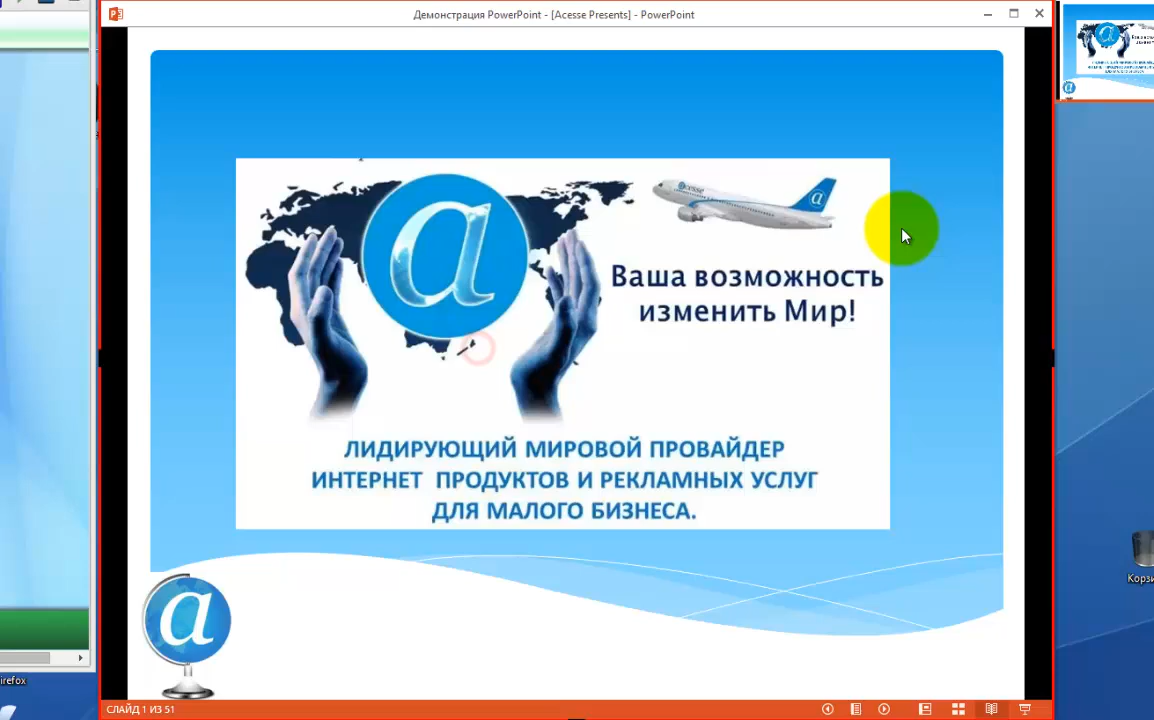 Демонстрация PowerPoint - [Acesse Presents] - PowerPoint
a
acesse
a
Ваша возможность
изменить Мир!
ЛИДИРУЮЩИЙ МИРОВОЙ ПРОВАЙДЕР
ИНТЕРНЕТ ПРОДУКТОВ И РЕКЛАМНЫХ УСЛУГ
ДЛЯ МАЛОГО БИЗНЕСА.
a
СЛАЙД 1 ИЗ 51
irefox
Корзи